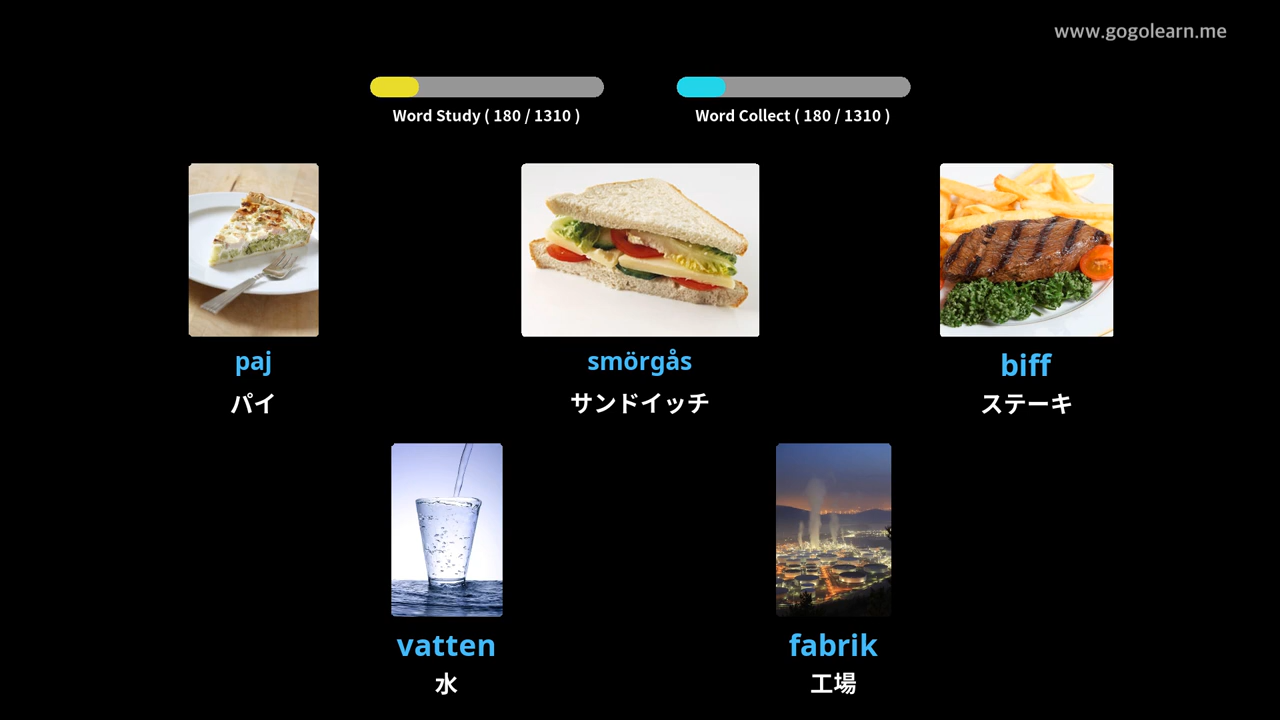 www.gogolearn.me
Word Study ( 180 / 1310 )
Word Collect ( 180 / 1310 )
paj
パイ
smörgås
サンドイッチ
biff
ステーキ
vatten
水
fabrik
工場